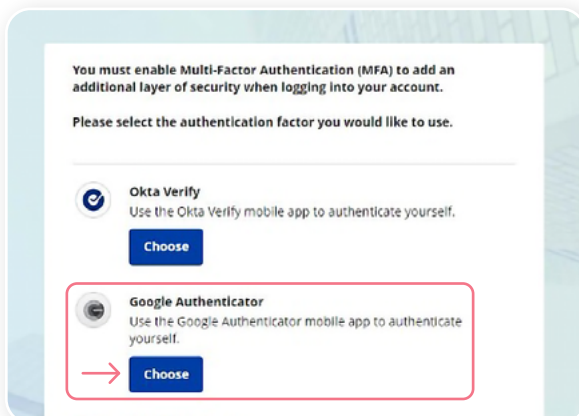 You must enable Multi-Factor Authentication (MFA) to add an
additional layer of security when logging into your account.
Please select the authentication factor you would like to use.
Okta Verify
Use the Okta Verify mobile app to authenticate yourself.
Choose
Google Authenticator
Use the Google Authenticator mobile app to authenticate
yourself.
Choose